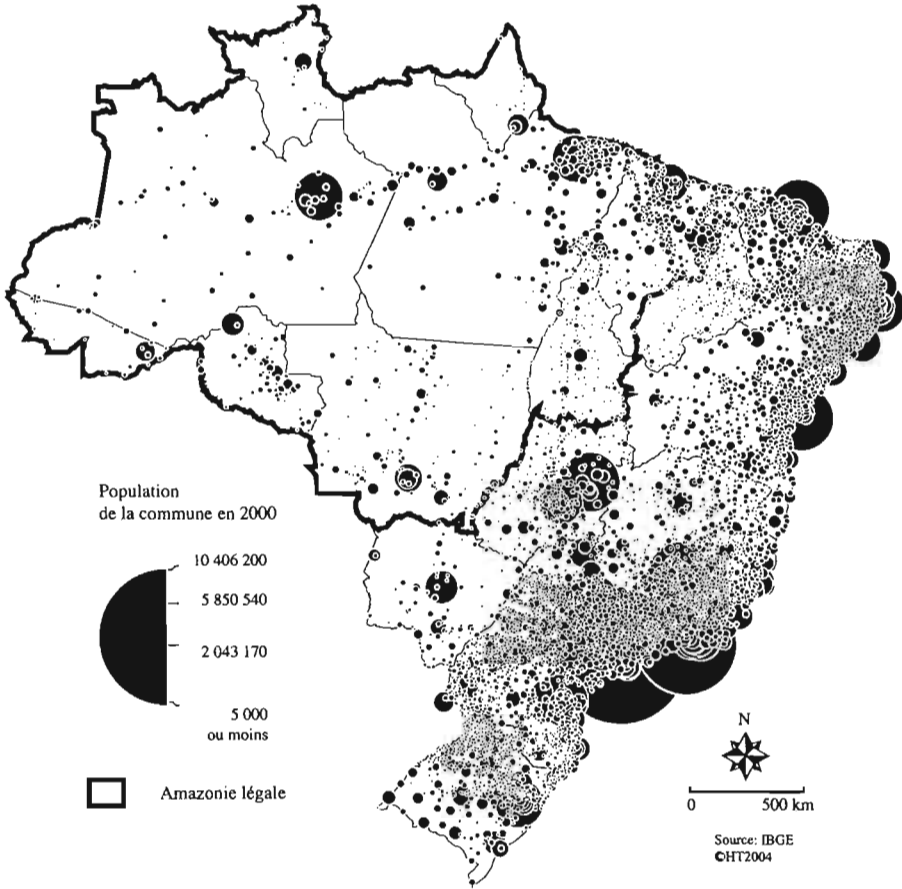 Population
de la commune en 2000
10 406 200
5 850 540
2 043 170
5 000
ou moins
Amazonie légale
N
0 500 km
Source: IBGE
©HT2004